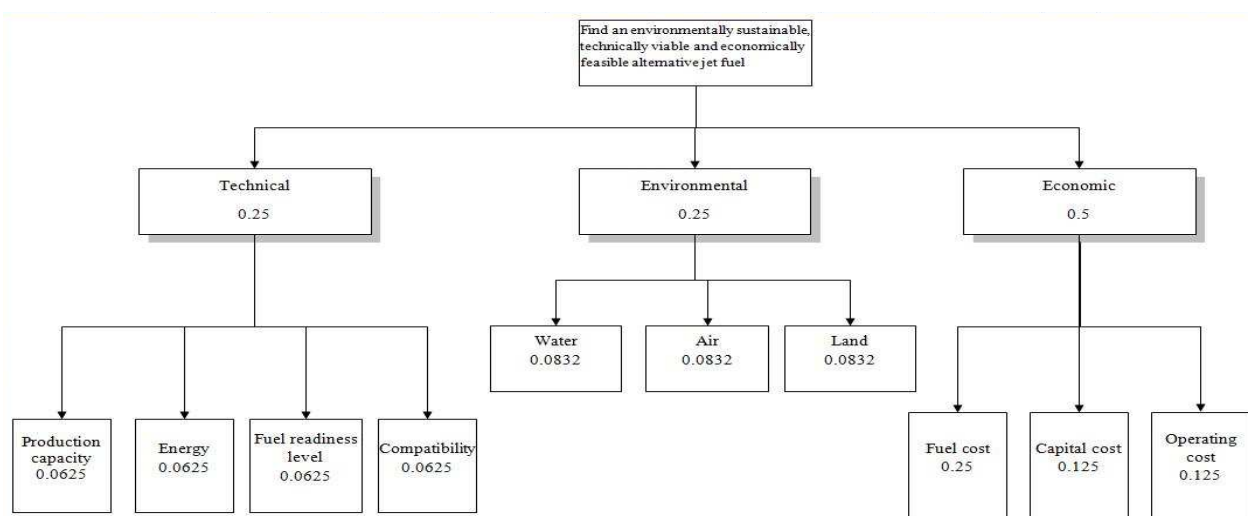 Find an environmentally sustainable,
technically viable and economically
feasible alternative jet fuel
Technical
0.25
Environmental
0.25
Economic
0.5
Water
0.0832
Air
0.0832
Land
0.0832
Production
capacity
0.0625
Energy
0.0625
Fuel readiness
level
0.0625
Compatibility
0.0625
Fuel cost
0.25
Capital cost
0.125
Operating
cost
0.125